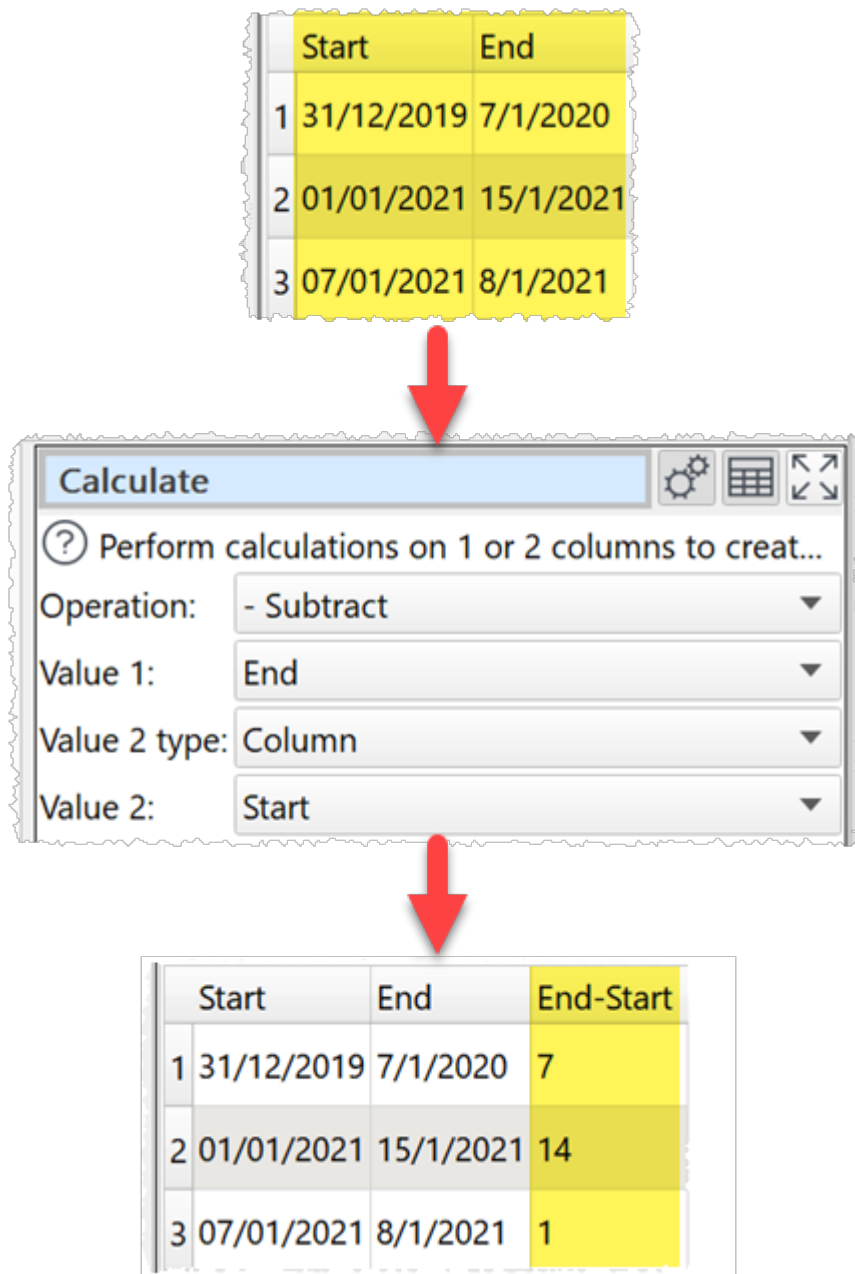 Start End
1 31/12/2019 7/1/2020
2 01/01/2021 15/1/2021
3 07/01/2021 8/1/2021
Calculate
? Perform calculations on 1 or 2 columns to creat...
Operation: - Subtract
Value 1: End
Value 2 type: Column
Value 2: Start
Start End End-Start
1 31/12/2019 7/1/2020 7
2 01/01/2021 15/1/2021 14
3 07/01/2021 8/1/2021 1